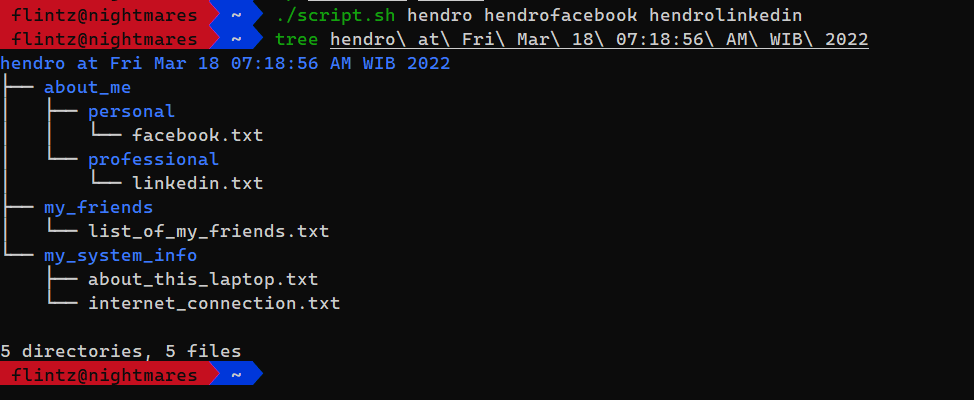 flintz@nightmares ~ ./script.sh hendro hendrofacebook hendrolinkedin
flintz@nightmares ~ tree hendro\ at\ Fri\ Mar\ 18\ 07:18:56\ AM\ WIB\ 2022
hendro at Fri Mar 18 07:18:56 AM WIB 2022
├── about_me
│   ├── personal
│   │   └── facebook.txt
│   └── professional
│       └── linkedin.txt
├── my_friends
│   └── list_of_my_friends.txt
└── my_system_info
    ├── about_this_laptop.txt
    └── internet_connection.txt
5 directories, 5 files
flintz@nightmares ~